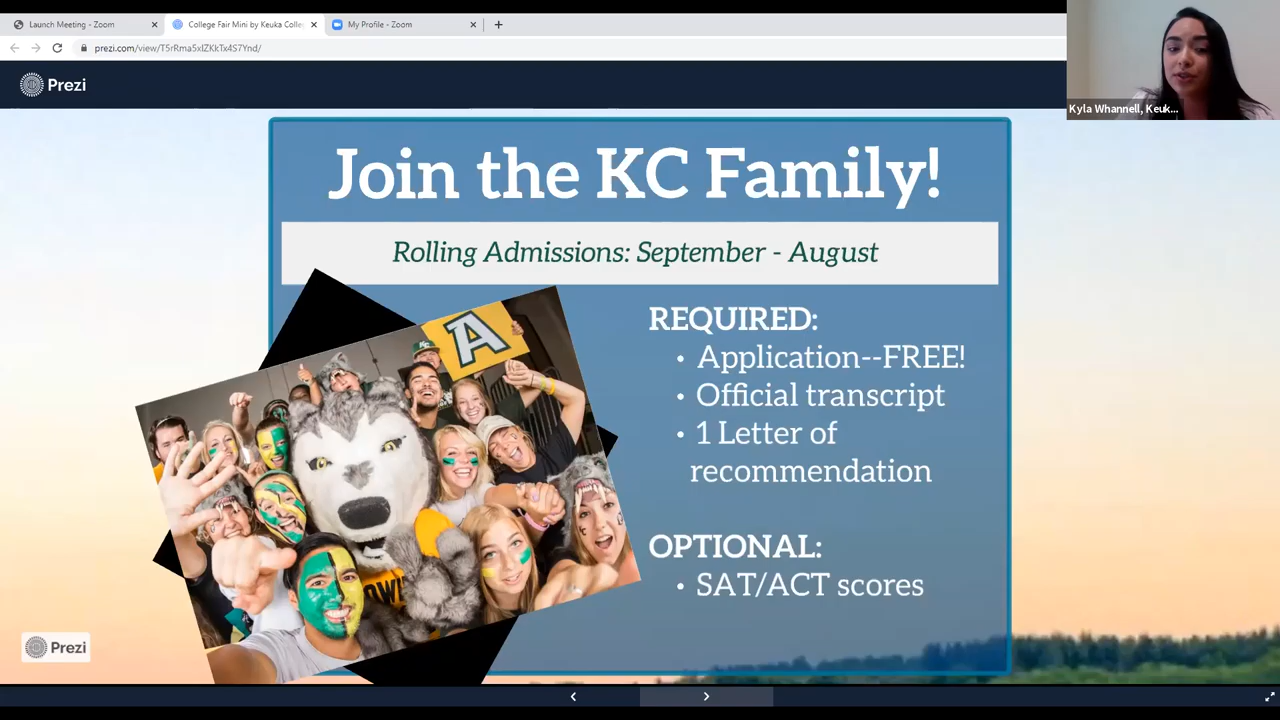 Launch Meeting - Zoom
College Fair Mini by Keuka Colle
My Profile - Zoom
prezi.com/view/T5rRma5xIZKkTx4S7Ynd/
Prezi
Kyla Whannell, Keuk...
Join the KC Family!
Rolling Admissions: September - August
A
KC
REQUIRED:
• Application--FREE!
• Official transcript
• 1 Letter of
recommendation
OPTIONAL:
• SAT/ACT scores
Prezi